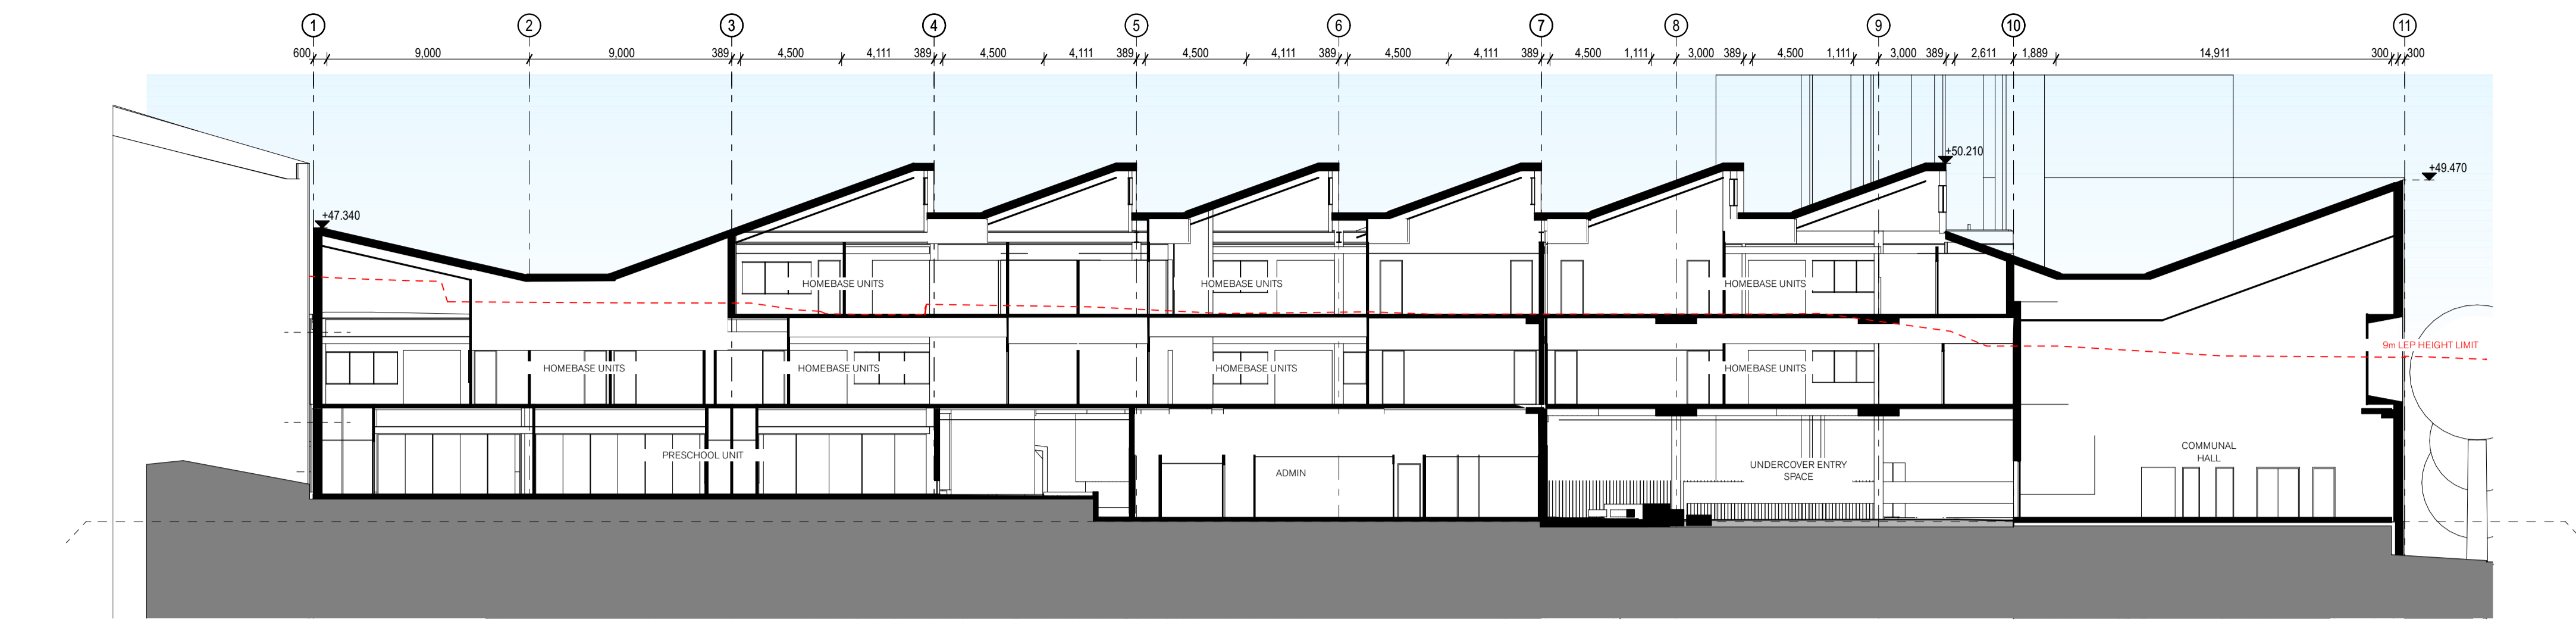 1 2 3 4 5 6 7 8 9 10 11
600 9,000 9,000 389 4,500 4,111 389 4,500 4,111 389 4,500 4,111 389 4,500 4,111 389 4,500 1,111 3,000 389 4,500 1,111 3,000 389 2,611 1,889 14,911 300 300
+50.210
+49.470
+47.340
HOMEBASE UNITS HOMEBASE UNITS HOMEBASE UNITS
9m LEP HEIGHT LIMIT
HOMEBASE UNITS HOMEBASE UNITS HOMEBASE UNITS HOMEBASE UNITS
COMMUNAL
HALL
PRESCHOOL UNIT
UNDERCOVER ENTRY
SPACE
ADMIN